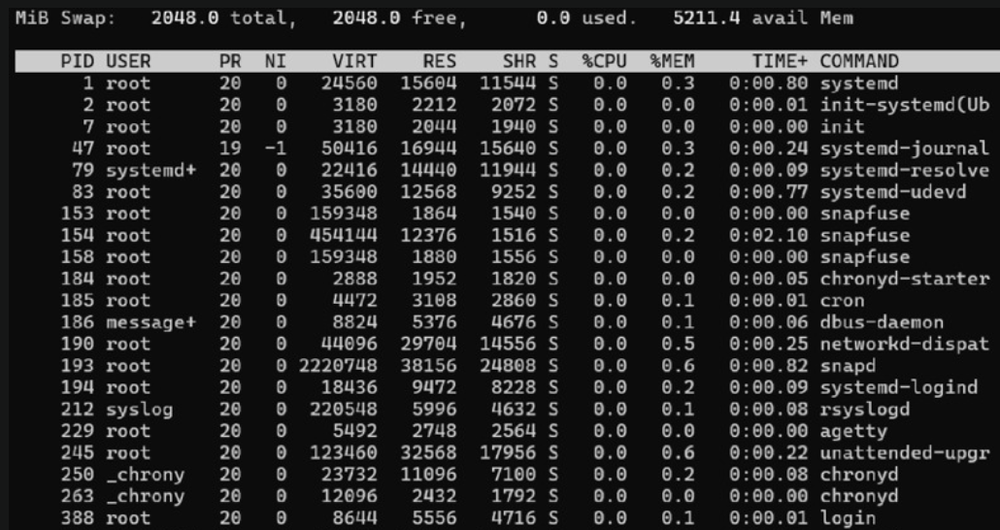 MiB Swap:   2048.0 total,   2048.0 free,      0.0 used.   5211.4 avail Mem
    PID USER      PR  NI    VIRT    RES    SHR S  %CPU  %MEM     TIME+ COMMAND
      1 root      20   0   24560  15604  11544 S   0.0   0.3   0:00.80 systemd
      2 root      20   0    3180   2212   2072 S   0.0   0.0   0:00.01 init-systemd(Ub
      7 root      20   0    3180   2044   1940 S   0.0   0.0   0:00.00 init
     47 root      19  -1   50416  16944  15640 S   0.0   0.3   0:00.24 systemd-journal
     79 systemd+  20   0   22416  14440  11944 S   0.0   0.2   0:00.09 systemd-resolve
     83 root      20   0   35600  12568   9252 S   0.0   0.2   0:00.77 systemd-udevd
    153 root      20   0  159348   1864   1540 S   0.0   0.0   0:00.00 snapfuse
    154 root      20   0  454144  12376   1516 S   0.0   0.2   0:02.10 snapfuse
    158 root      20   0  159348   1880   1556 S   0.0   0.0   0:00.00 snapfuse
    184 root      20   0    2888   1952   1820 S   0.0   0.0   0:00.05 chronyd-starter
    185 root      20   0    4472   3108   2860 S   0.0   0.1   0:00.01 cron
    186 message+  20   0    8824   5376   4676 S   0.0   0.1   0:00.06 dbus-daemon
    190 root      20   0   44096  29704  14556 S   0.0   0.5   0:00.25 networkd-dispat
    193 root      20   0 2220748  38156  24808 S   0.0   0.6   0:00.82 snapd
    194 root      20   0   18436   9472   8228 S   0.0   0.2   0:00.09 systemd-logind
    212 syslog    20   0  220548   5996   4632 S   0.0   0.1   0:00.08 rsyslogd
    229 root      20   0    5492   2748   2564 S   0.0   0.0   0:00.00 agetty
    245 root      20   0  123460  32568  17956 S   0.0   0.6   0:00.22 unattended-upgr
    250 _chrony   20   0   23732  11096   7100 S   0.0   0.2   0:00.08 chronyd
    263 _chrony   20   0   12096   2432   1792 S   0.0   0.0   0:00.00 chronyd
    388 root      20   0    8644   5556   4716 S   0.0   0.1   0:00.01 login